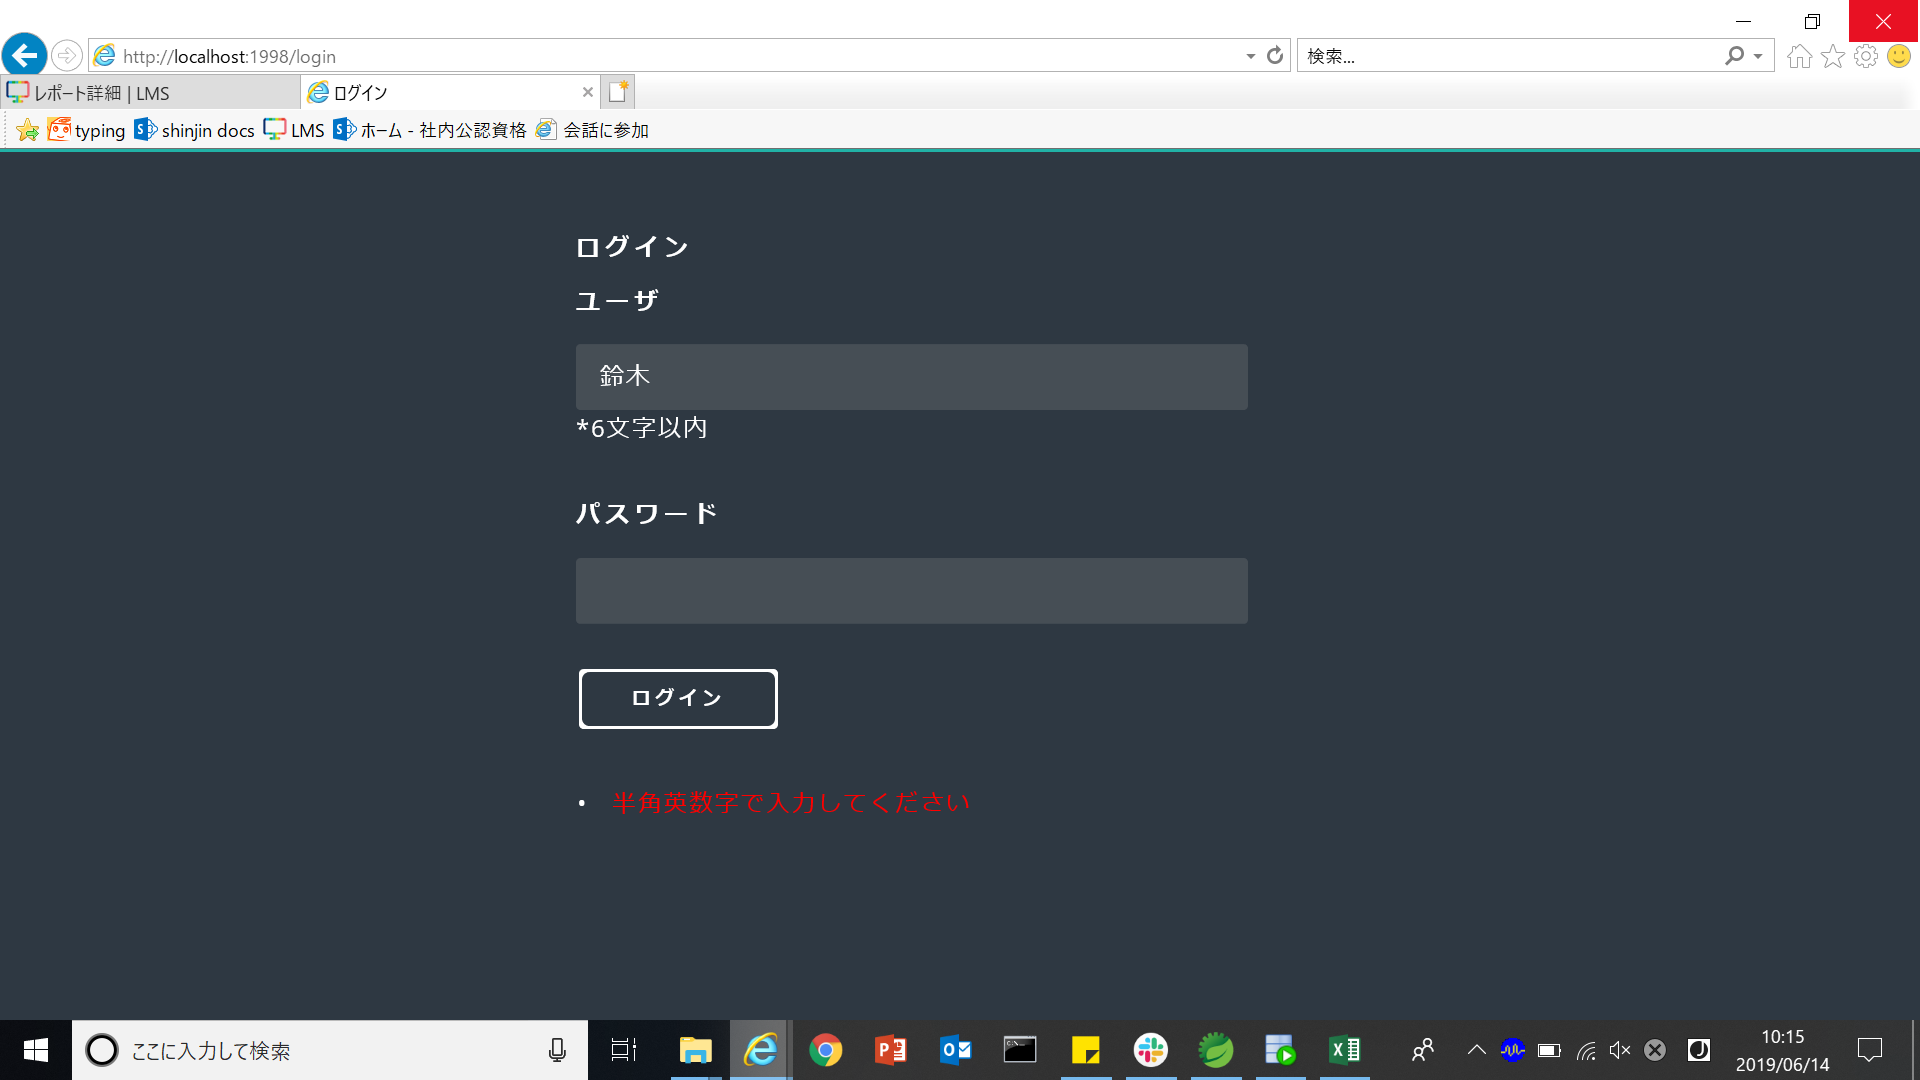 http://localhost:1998/login
検索...
レポート詳細 | LMS
ログイン
typing
shinjin docs
LMS
ホーム - 社内公認資格
会話に参加
ログイン
ユーザ
鈴木
*6文字以内
パスワード
ログイン
• 半角英数字で入力してください
ここに入力して検索
10:15
2019/06/14